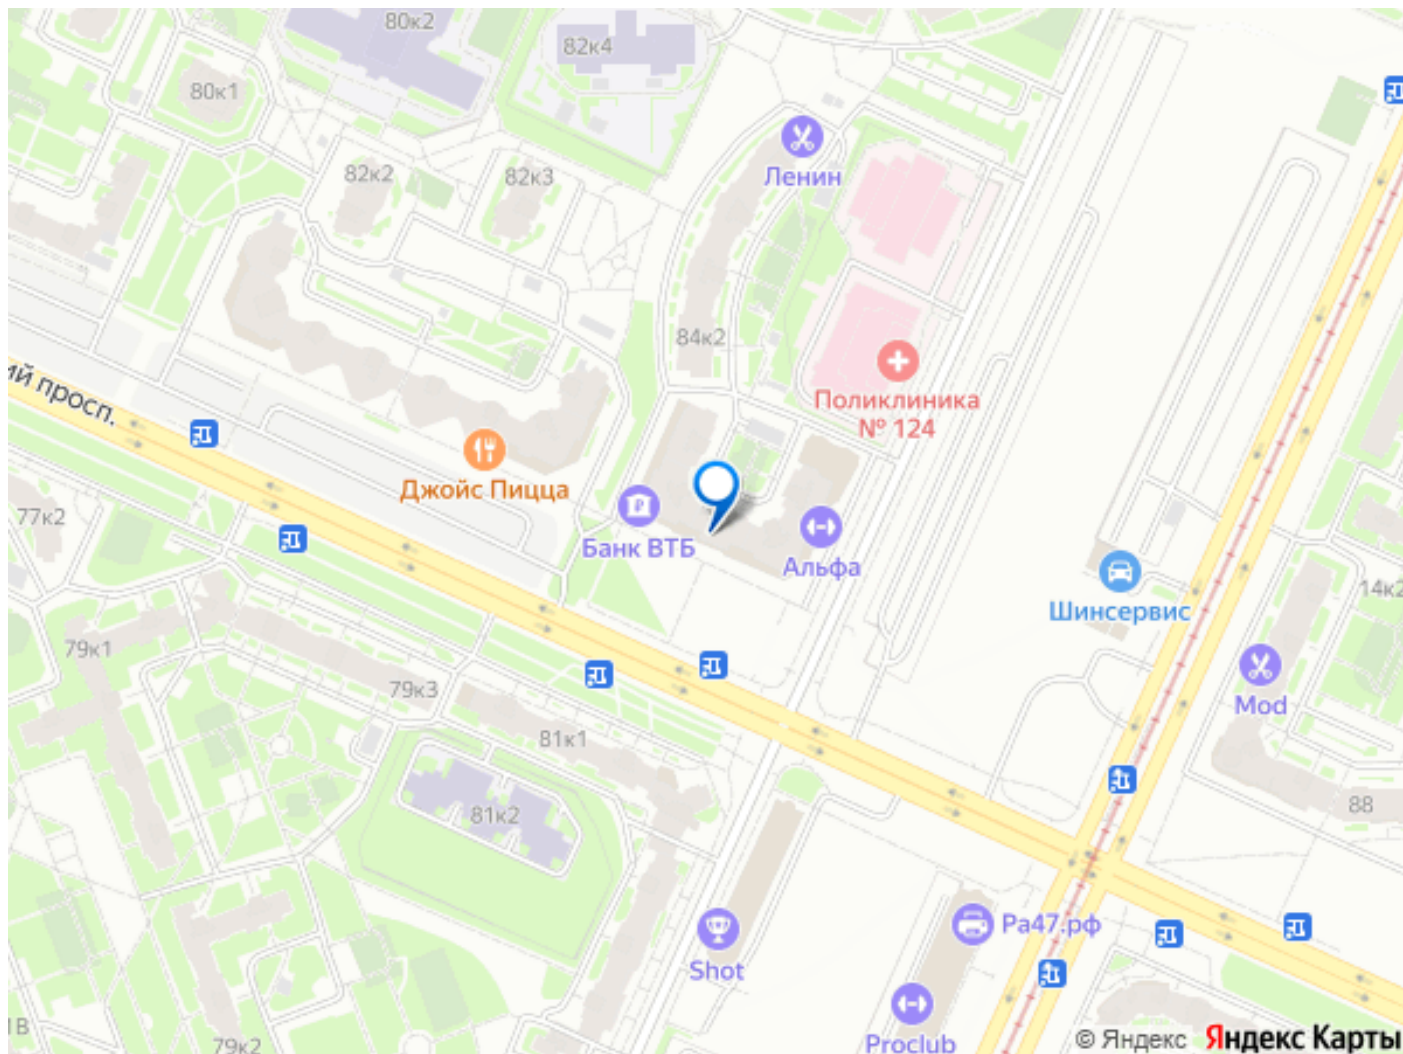 80к2
82к4
80к1
Ленин
82к2
82к3
84к2
Поликлиника
№ 124
ий просп.
Джойс Пицца
77к2
Банк ВТБ
Альфа
Шинсервис
14к2
79к1
79к3
Mod
81к1
81к2
88
Ра47.рф
Shot
1В
79к2
Proclub
© Яндекс Яндекс Карты